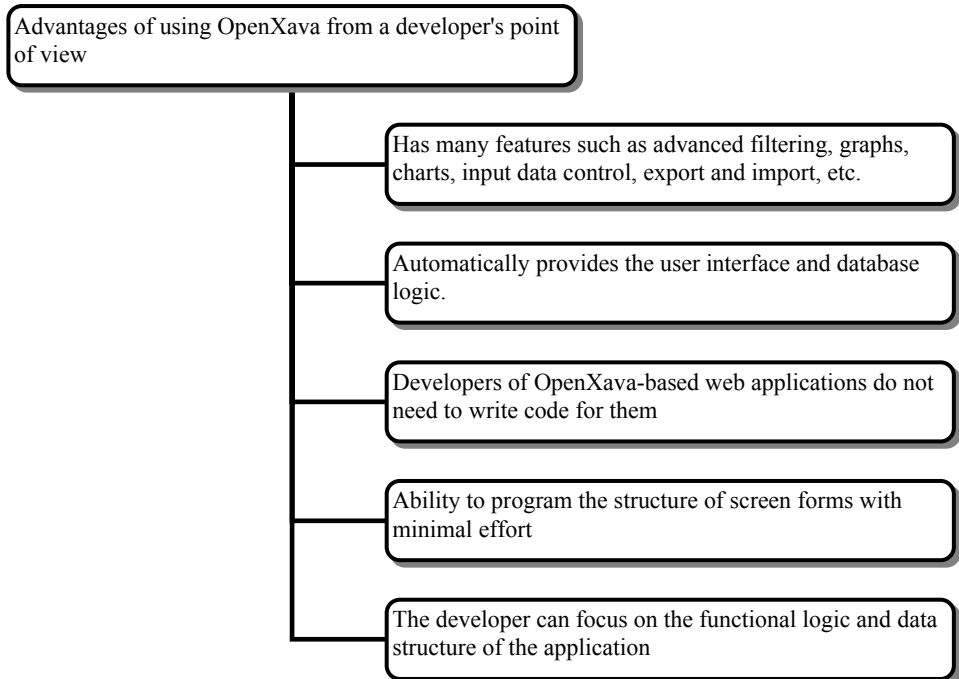 Advantages of using OpenXava from a developer's point
of view
Has many features such as advanced filtering, graphs,
charts, input data control, export and import, etc.
Automatically provides the user interface and database
logic.
Developers of OpenXava-based web applications do not
need to write code for them
Ability to program the structure of screen forms with
minimal effort
The developer can focus on the functional logic and data
structure of the application